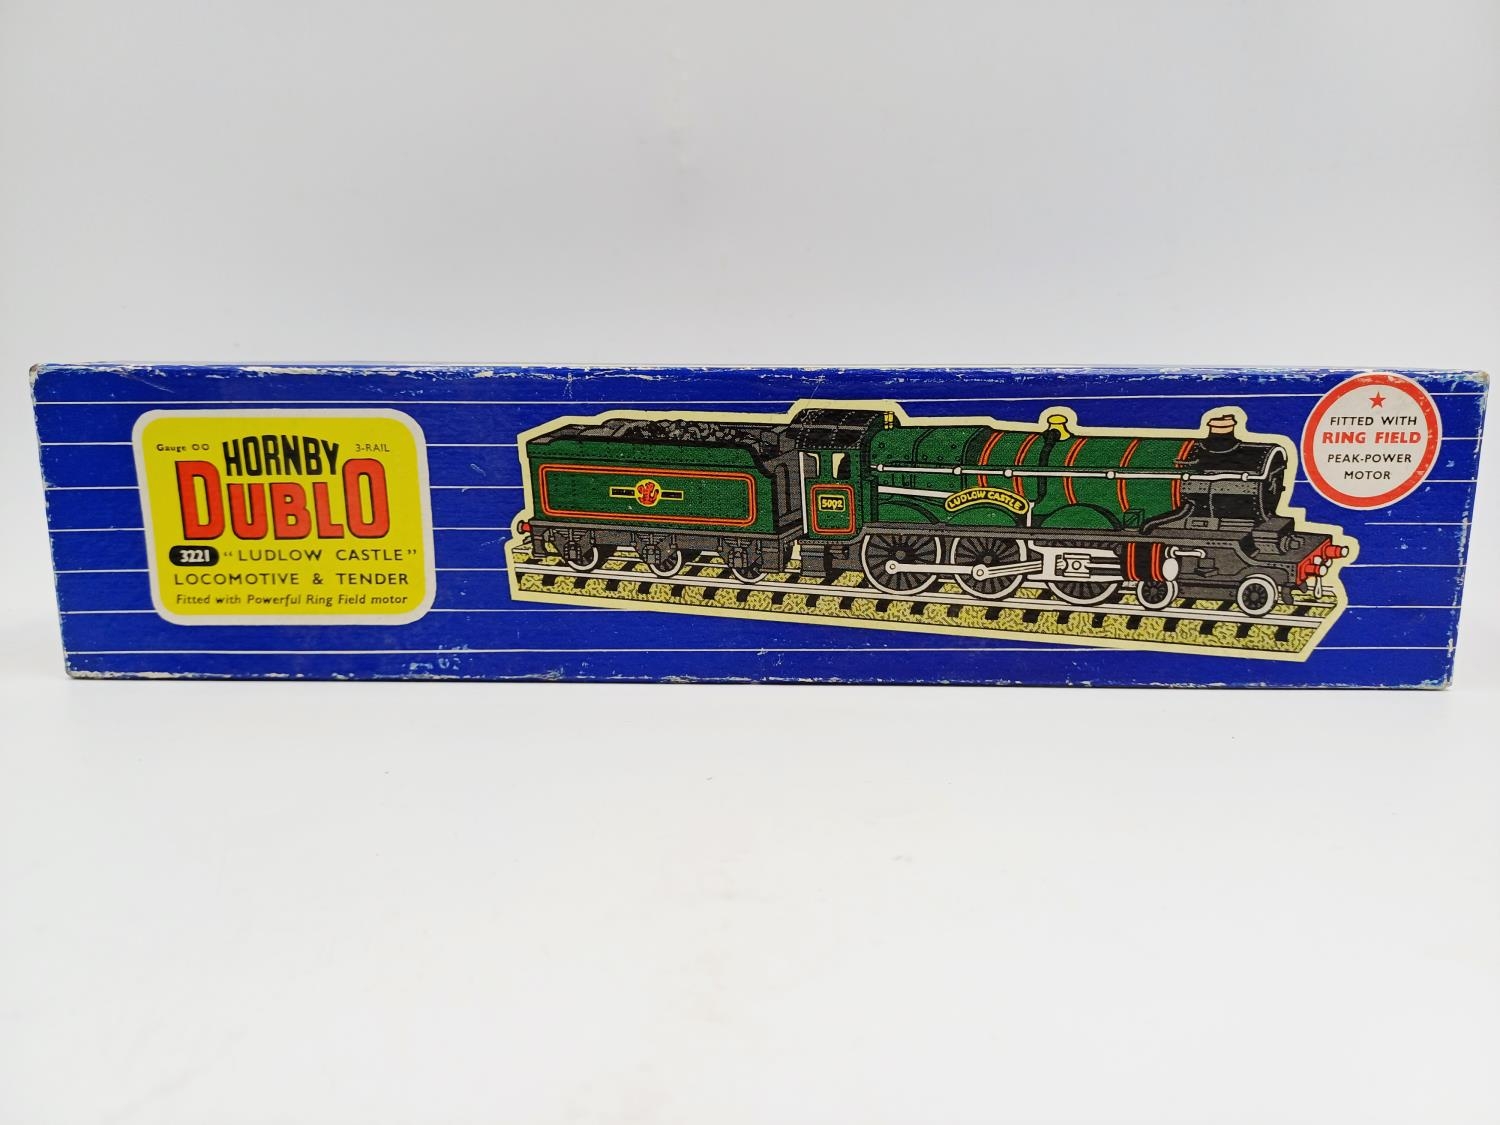 Gauge OO
3-RAIL
HORNBY
DUBLO
3221 "LUDLOW CASTLE"
LOCOMOTIVE & TENDER
Fitted with Powerful Ring Field motor
5092
LUDLOW CASTLE
FITTED WITH
RING FIELD
PEAK-POWER
MOTOR